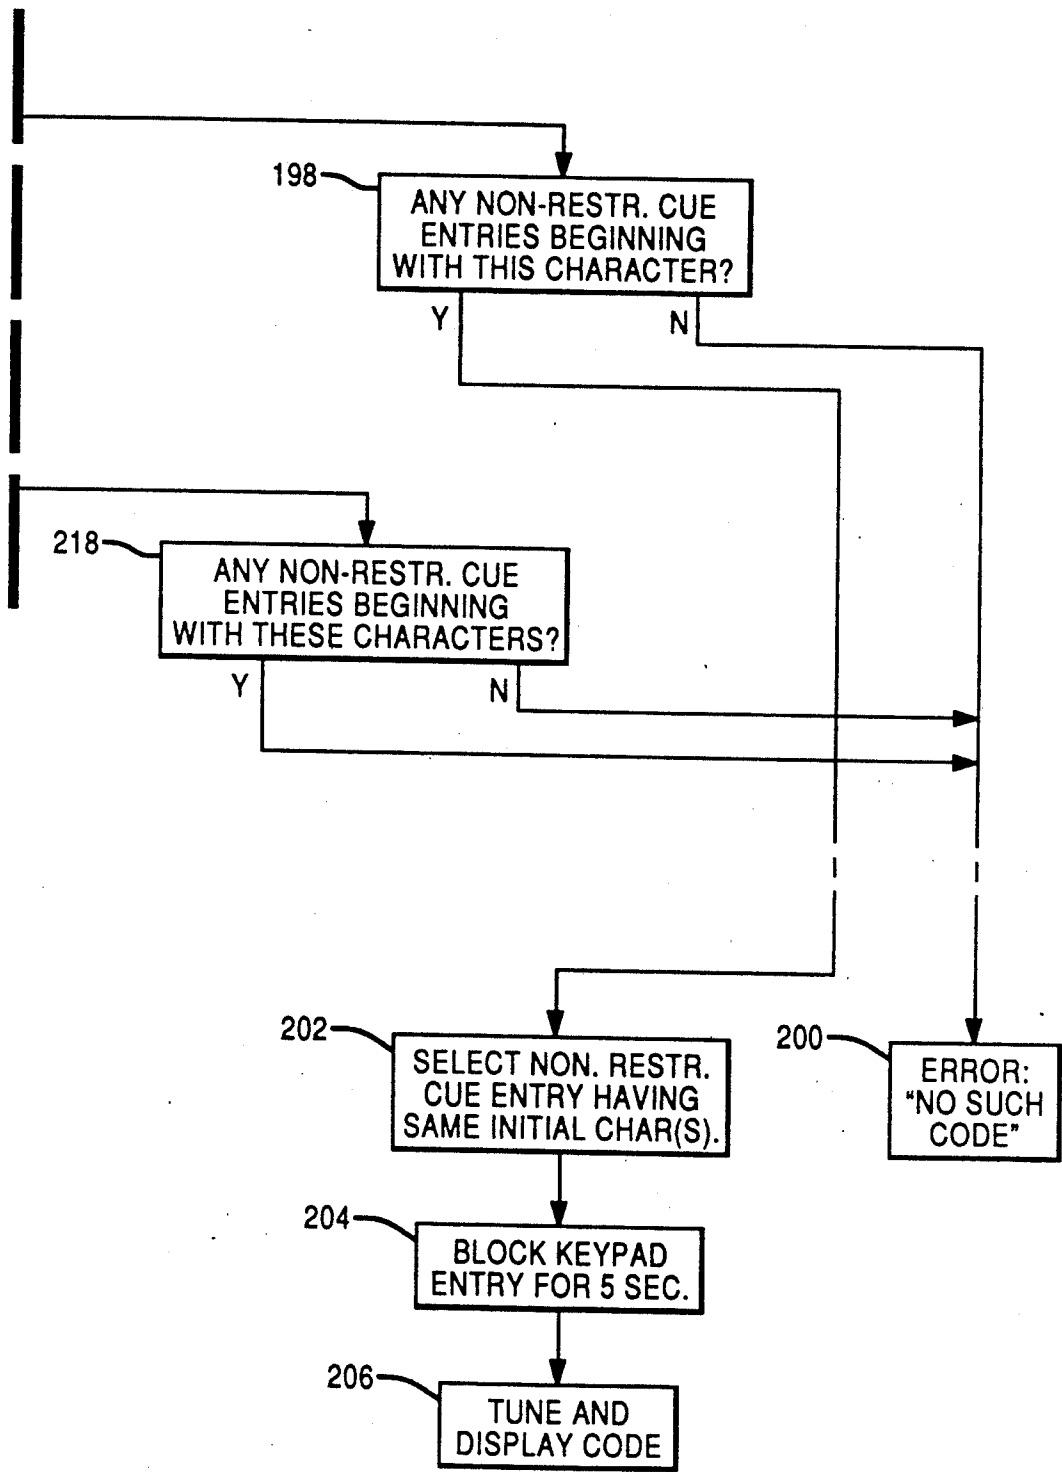 198
ANY NON-RESTR. CUE
ENTRIES BEGINNING
WITH THIS CHARACTER?
Y
N
218
ANY NON-RESTR. CUE
ENTRIES BEGINNING
WITH THESE CHARACTERS?
Y
N
202
SELECT NON. RESTR.
CUE ENTRY HAVING
SAME INITIAL CHAR(S).
200
ERROR:
"NO SUCH
CODE"
204
BLOCK KEYPAD
ENTRY FOR 5 SEC.
206
TUNE AND
DISPLAY CODE